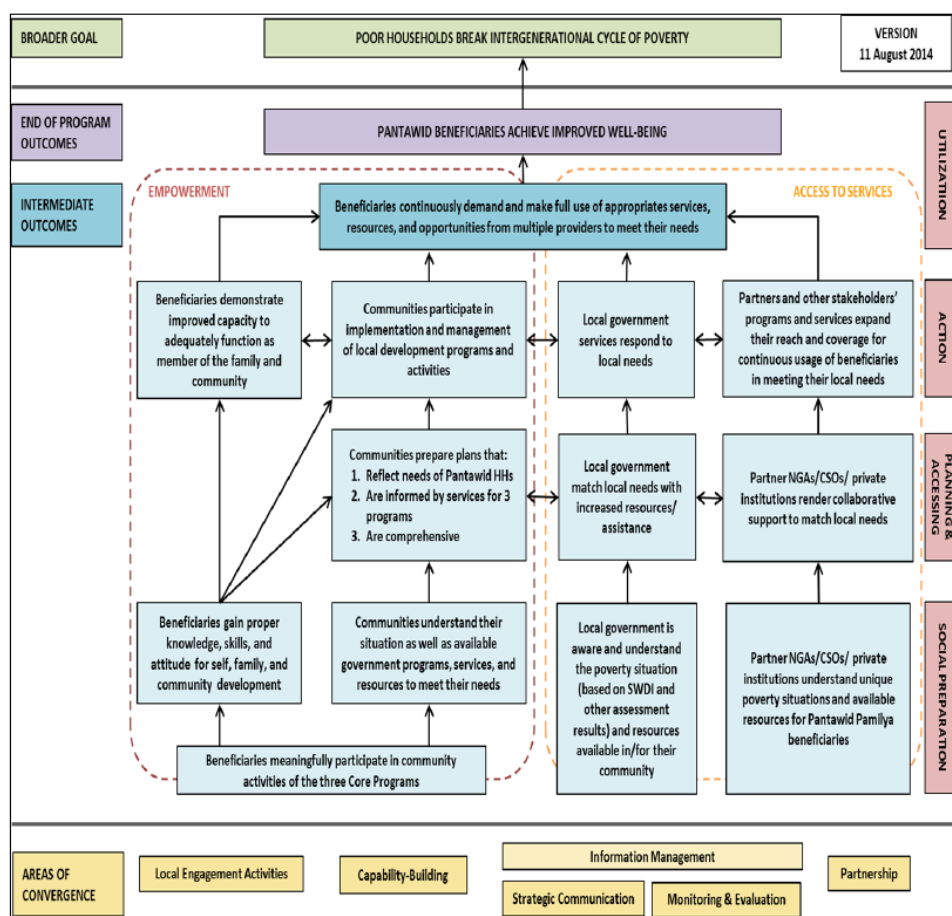 BROADER GOAL
POOR HOUSEHOLDS BREAK INTERGENERATIONAL CYCLE OF POVERTY
VERSION
11 August 2014
END OF PROGRAM
OUTCOMES
PANTAWID BENEFICIARIES ACHIEVE IMPROVED WELL-BEING
UTILIZATION
EMPOWERMENT
ACCESS TO SERVICES
INTERMEDIATE
OUTCOMES
Beneficiaries continuously demand and make full use of appropriates services,
resources, and opportunities from multiple providers to meet their needs
Beneficiaries demonstrate
improved capacity to
adequately function as
member of the family and
community
Communities participate in
implementation and management
of local development programs and
activities
Local government
services respond to
local needs
Partners and other stakeholders'
programs and services expand
their reach and coverage for
continuous usage of beneficiaries
in meeting their local needs
ACTION
Communities prepare plans that:
1. Reflect needs of Pantawid HHs
2. Are informed by services for 3
programs
3. Are comprehensive
Local government
match local needs with
increased resources/
assistance
Partner NGAs/CSOs/ private
institutions render collaborative
support to match local needs
PLANNING &
ACCESSING
Beneficiaries gain proper
knowledge, skills, and
attitude for self, family, and
community development
Communities understand their
situation as well as available
government programs, services, and
resources to meet their needs
Local government is
aware and understand
the poverty situation
(based on SWDI and
other assessment
results) and resources
available in/for their
community
Partner NGAs/CSOs/ private
institutions understand unique
poverty situations and available
resources for Pantawid Pamilya
beneficiaries
SOCIAL PREPARATION
Beneficiaries meaningfully participate in community
activities of the three Core Programs
AREAS OF
CONVERGENCE
Local Engagement Activities
Capability-Building
Information Management
Strategic Communication
Monitoring & Evaluation
Partnership